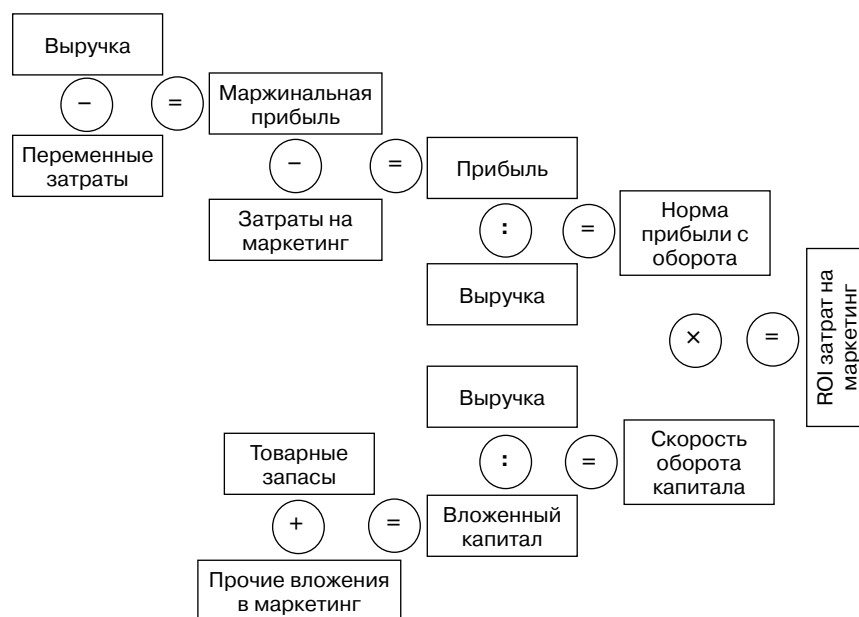 Выручка
–
=
Переменные
затраты
Маржинальная
прибыль
–
=
Затраты на
маркетинг
Прибыль
:
=
Выручка
Норма
прибыли с
оборота
×
=
ROI затрат на
маркетинг
Выручка
:
=
Скорость
оборота
капитала
Товарные
запасы
+
=
Вложенный
капитал
Прочие вложения
в маркетинг